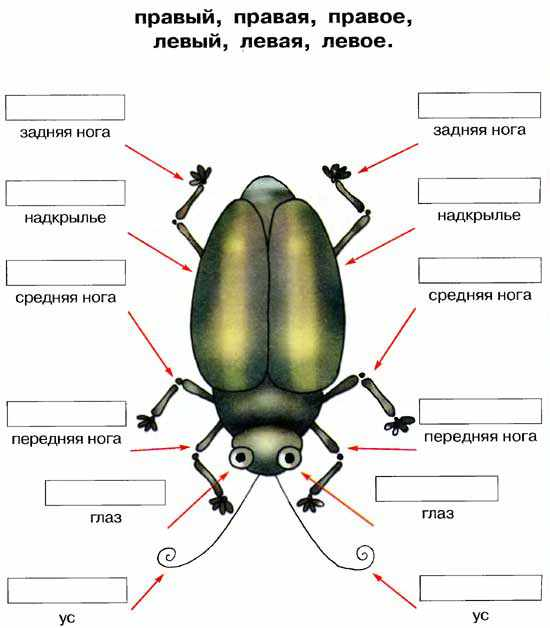 правый, правая, правое,
левый, левая, левое.
задняя нога
задняя нога
надкрылье
надкрылье
средняя нога
средняя нога
передняя нога
передняя нога
глаз
глаз
ус
ус